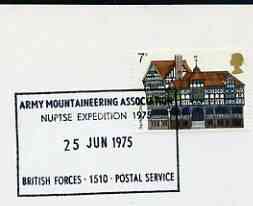 7p
ARMY MOUNTAINEERING ASSOCIATION
NUPTSE EXPEDITION 1975
25 JUN 1975
BRITISH FORCES · 1510 · POSTAL SERVICE